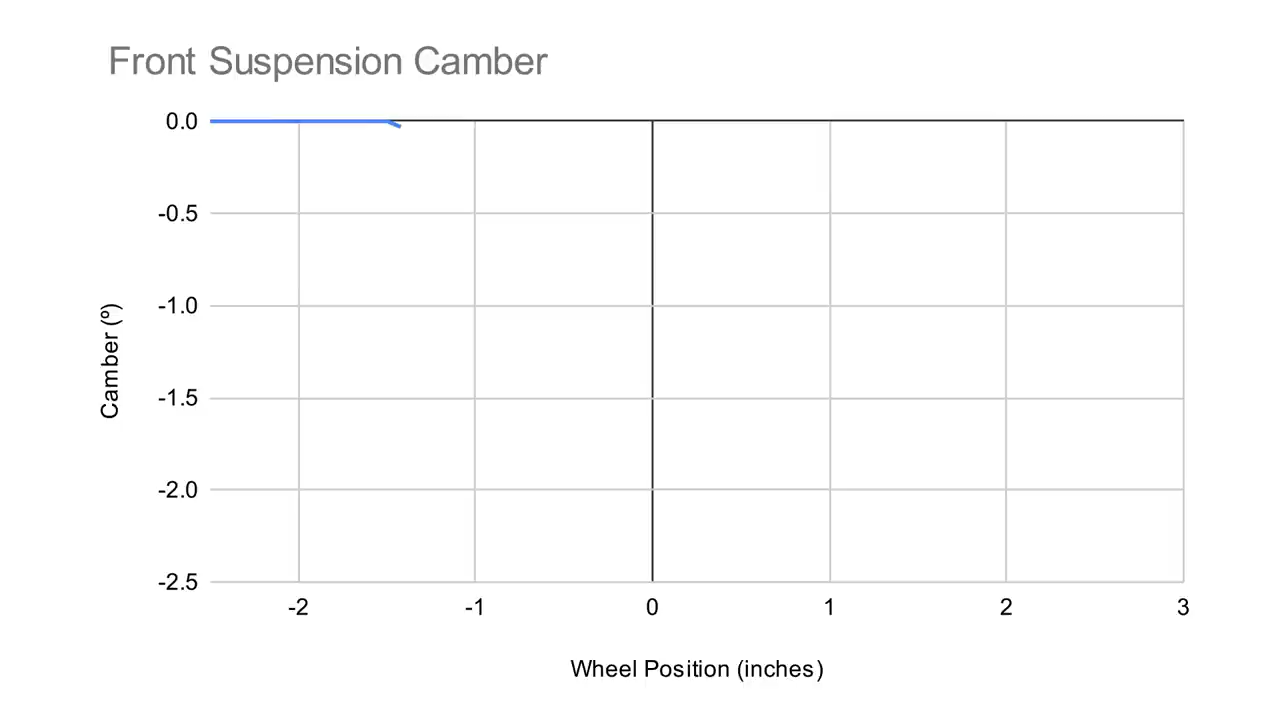 Front Suspension Camber
0.0
-0.5
-1.0
-1.5
-2.0
-2.5
Camber (º)
-2 -1 0 1 2 3
Wheel Position (inches)